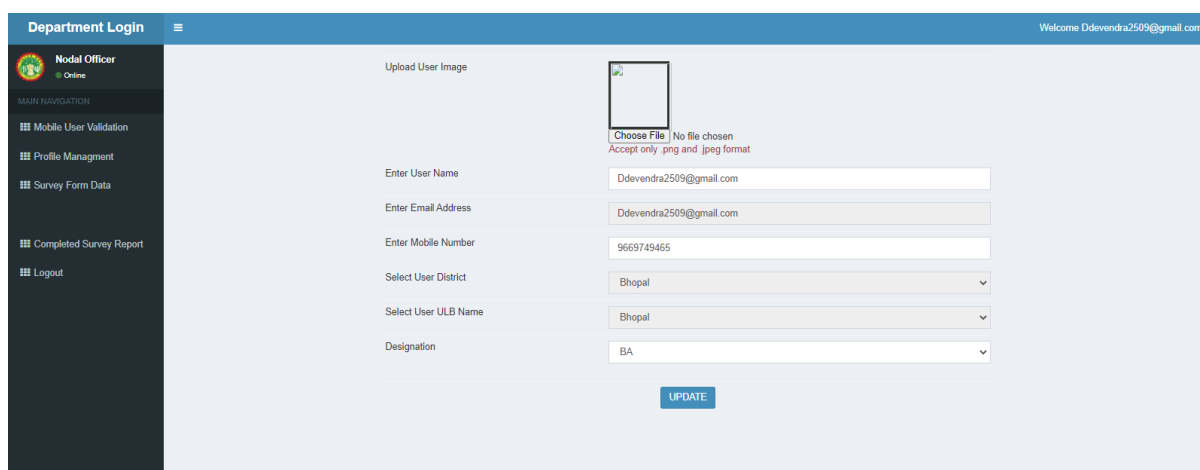 Department Login
Welcome Ddevendra2509@gmail.com
Nodal Officer
Online
MAIN NAVIGATION
Mobile User Validation
Profile Managment
Survey Form Data
Completed Survey Report
Logout
Upload User Image
Choose File No file chosen
Accept only .png and .jpeg format
Enter User Name
Ddevendra2509@gmail.com
Enter Email Address
Ddevendra2509@gmail.com
Enter Mobile Number
9669749465
Select User District
Bhopal
Select User ULB Name
Bhopal
Designation
BA
UPDATE